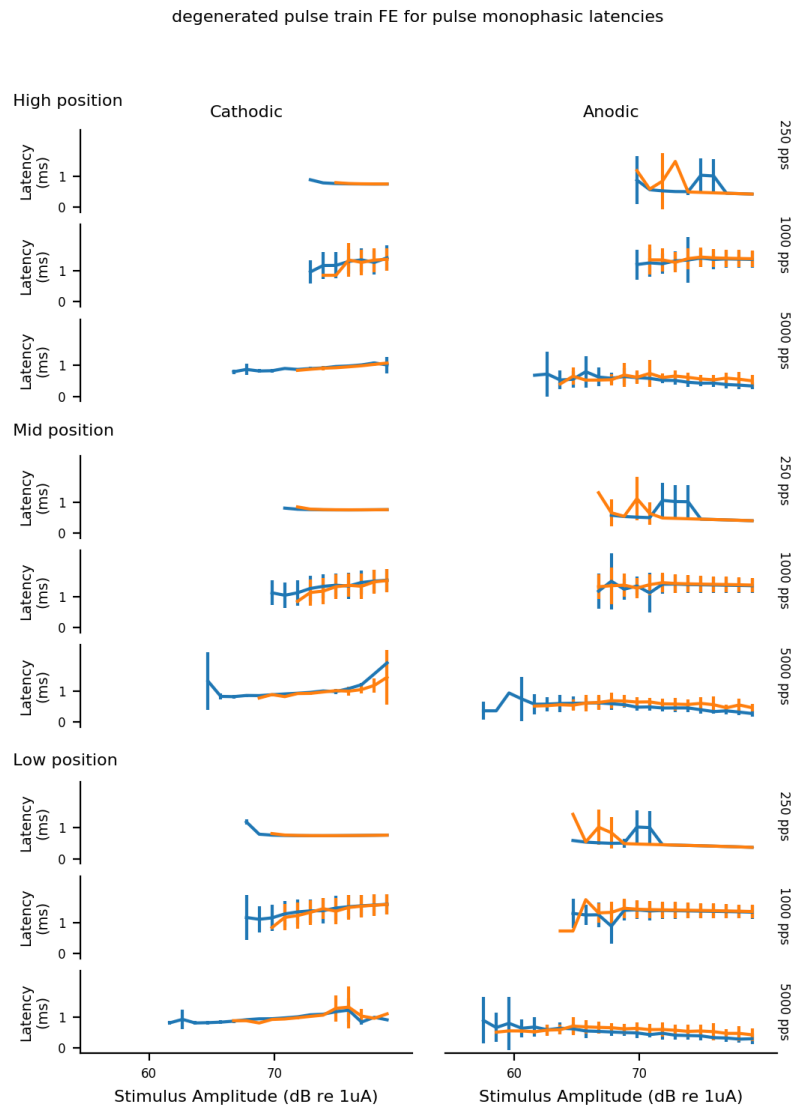 degenerated pulse train FE for pulse monophasic latencies
High position
Cathodic
Anodic
Latency
(ms)
1
0
250 pps
Latency
(ms)
1
0
1000 pps
Latency
(ms)
1
0
5000 pps
Mid position
Latency
(ms)
1
0
250 pps
Latency
(ms)
1
0
1000 pps
Latency
(ms)
1
0
5000 pps
Low position
Latency
(ms)
1
0
250 pps
Latency
(ms)
1
0
1000 pps
Latency
(ms)
1
0
5000 pps
60 70
60 70
Stimulus Amplitude (dB re 1uA)
Stimulus Amplitude (dB re 1uA)